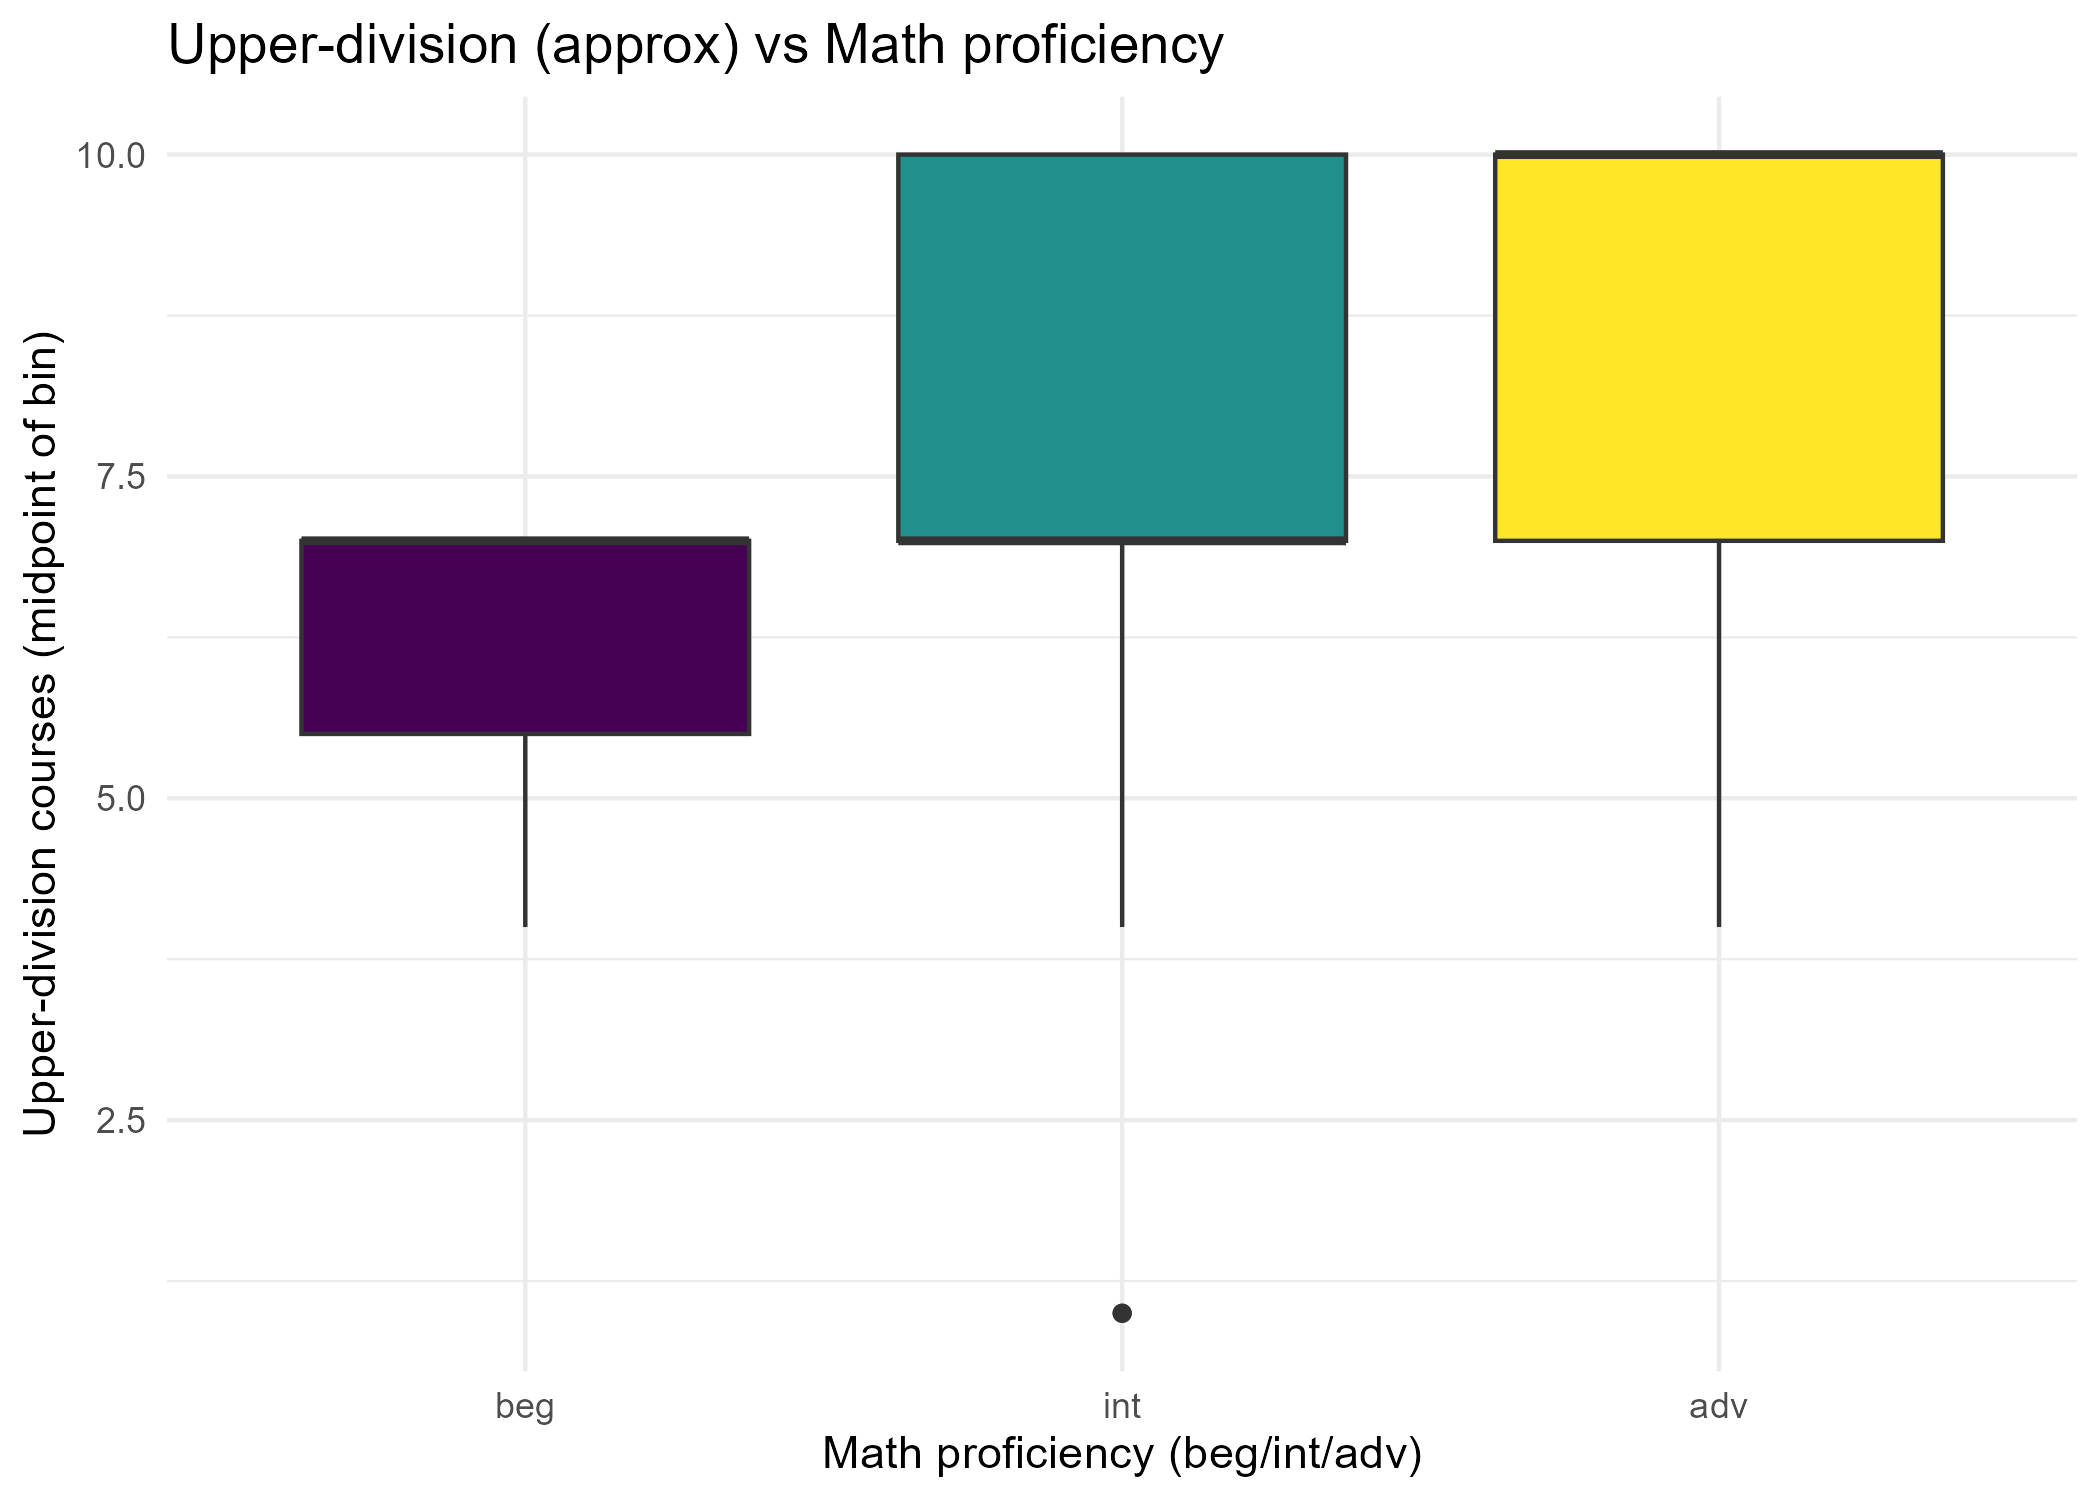 Upper-division (approx) vs Math proficiency
Upper-division courses (midpoint of bin)
10.0
7.5
5.0
2.5
beg
int
adv
Math proficiency (beg/int/adv)